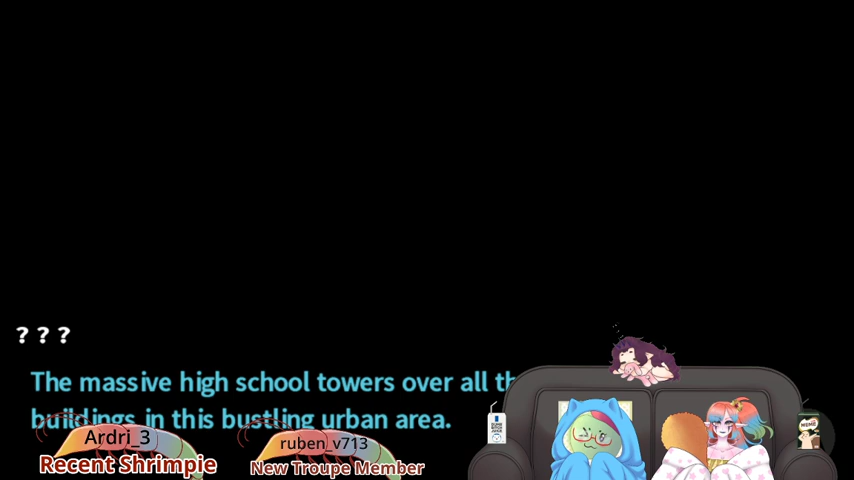 ???
The massive high school towers over all th
buildings in this bustling urban area.
Ardri_3
Recent Shrimpie
ruben_v713
New Troupe Member